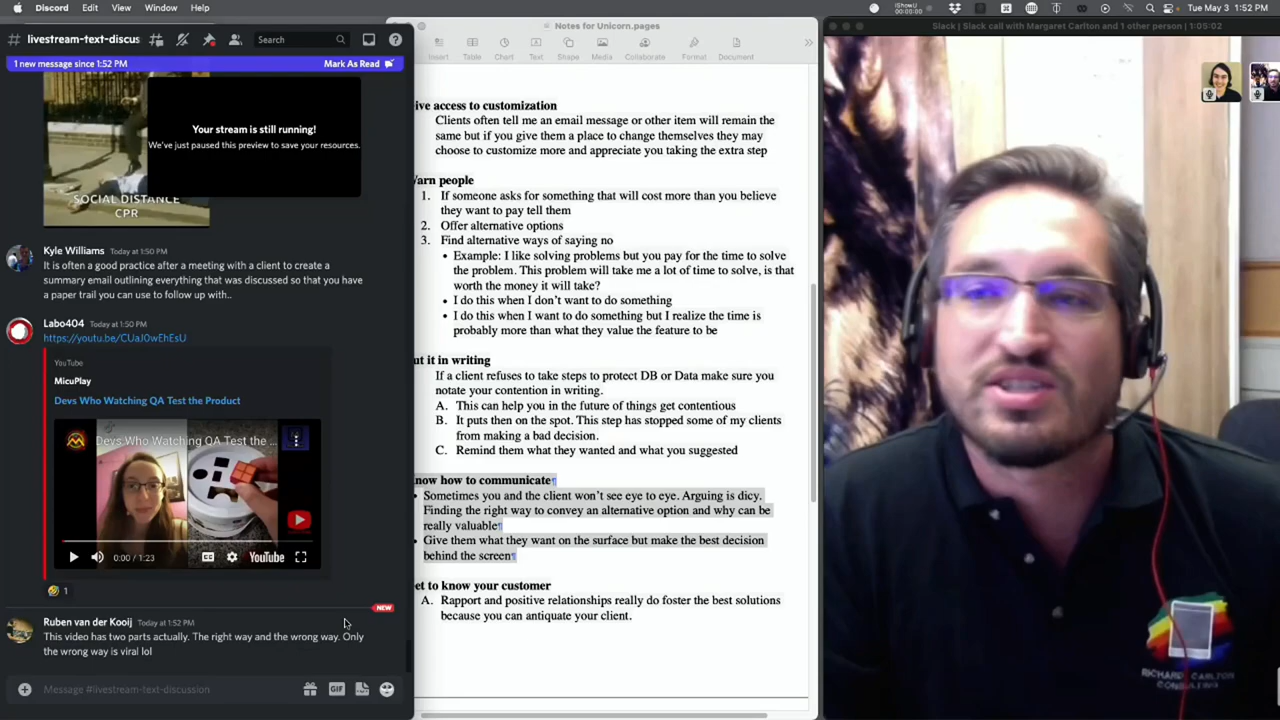 Discord File Edit View Window Help
iShowU
00:00:00
Tue May 3 1:52 PM
# livestream-text-discus
Search
1 new message since 1:52 PM
Mark As Read
Your stream is still running!
We've just paused this preview to save your resources.
SOCIAL DISTANCE
CPR
Kyle Williams Today at 1:50 PM
It is often a good practice after a meeting with a client to create a
summary email outlining everything that was discussed so that you have
a paper trail you can use to follow up with..
Labo404 Today at 1:50 PM
https://youtu.be/CUaJ0wEhEsU
YouTube
MicuPlay
Devs Who Watching QA Test the Product
Devs Who Watching QA Test the ...
0:00 / 1:23
YouTube
1
NEW
Ruben van der Kooij Today at 1:52 PM
This video has two parts actually. The right way and the wrong way. Only
the wrong way is viral lol
Message #livestream-text-discussion
GIF
Notes for Unicorn.pages
Insert Table Chart Text Shape Media Collaborate Format Document
ive access to customization
Clients often tell me an email message or other item will remain the
same but if you give them a place to change themselves they may
choose to customize more and appreciate you taking the extra step
Warn people
1. If someone asks for something that will cost more than you believe
they want to pay tell them
2. Offer alternative options
3. Find alternative ways of saying no
• Example: I like solving problems but you pay for the time to solve
the problem. This problem will take me a lot of time to solve, is that
worth the money it will take?
• I do this when I don't want to do something
• I do this when I want to do something but I realize the time is
probably more than what they value the feature to be
ut it in writing
If a client refuses to take steps to protect DB or Data make sure you
notate your contention in writing.
A. This can help you in the future of things get contentious
B. It puts then on the spot. This step has stopped some of my clients
from making a bad decision.
C. Remind them what they wanted and what you suggested
now how to communicate¶
• Sometimes you and the client won't see eye to eye. Arguing is dicy.
Finding the right way to convey an alternative option and why can be
really valuable¶
• Give them what they want on the surface but make the best decision
behind the screen¶
et to know your customer
A. Rapport and positive relationships really do foster the best solutions
because you can antiquate your client.
Slack | Slack call with Margaret Carlton and 1 other person | 1:05:02
RICHARD CARLTON
CONSULTING